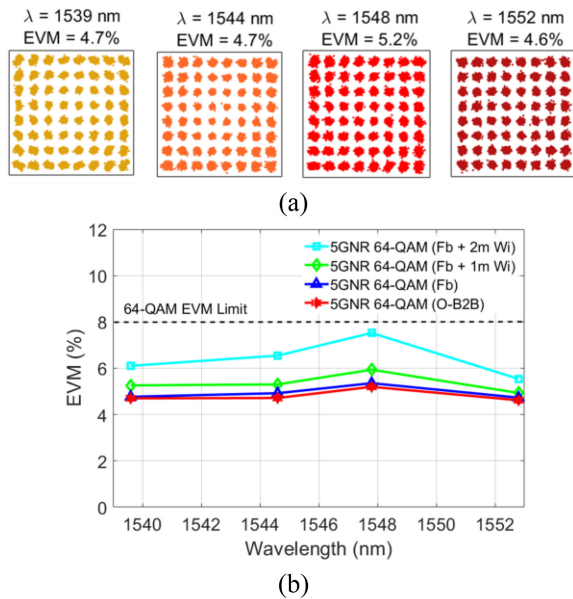 λ = 1539 nm
EVM = 4.7%
λ = 1544 nm
EVM = 4.7%
λ = 1548 nm
EVM = 5.2%
λ = 1552 nm
EVM = 4.6%
(a)
12
10
8
6
4
2
0
EVM (%)
5GNR 64-QAM (Fb + 2m Wi)
5GNR 64-QAM (Fb + 1m Wi)
5GNR 64-QAM (Fb)
5GNR 64-QAM (O-B2B)
64-QAM EVM Limit
1540 1542 1544 1546 1548 1550 1552
Wavelength (nm)
(b)